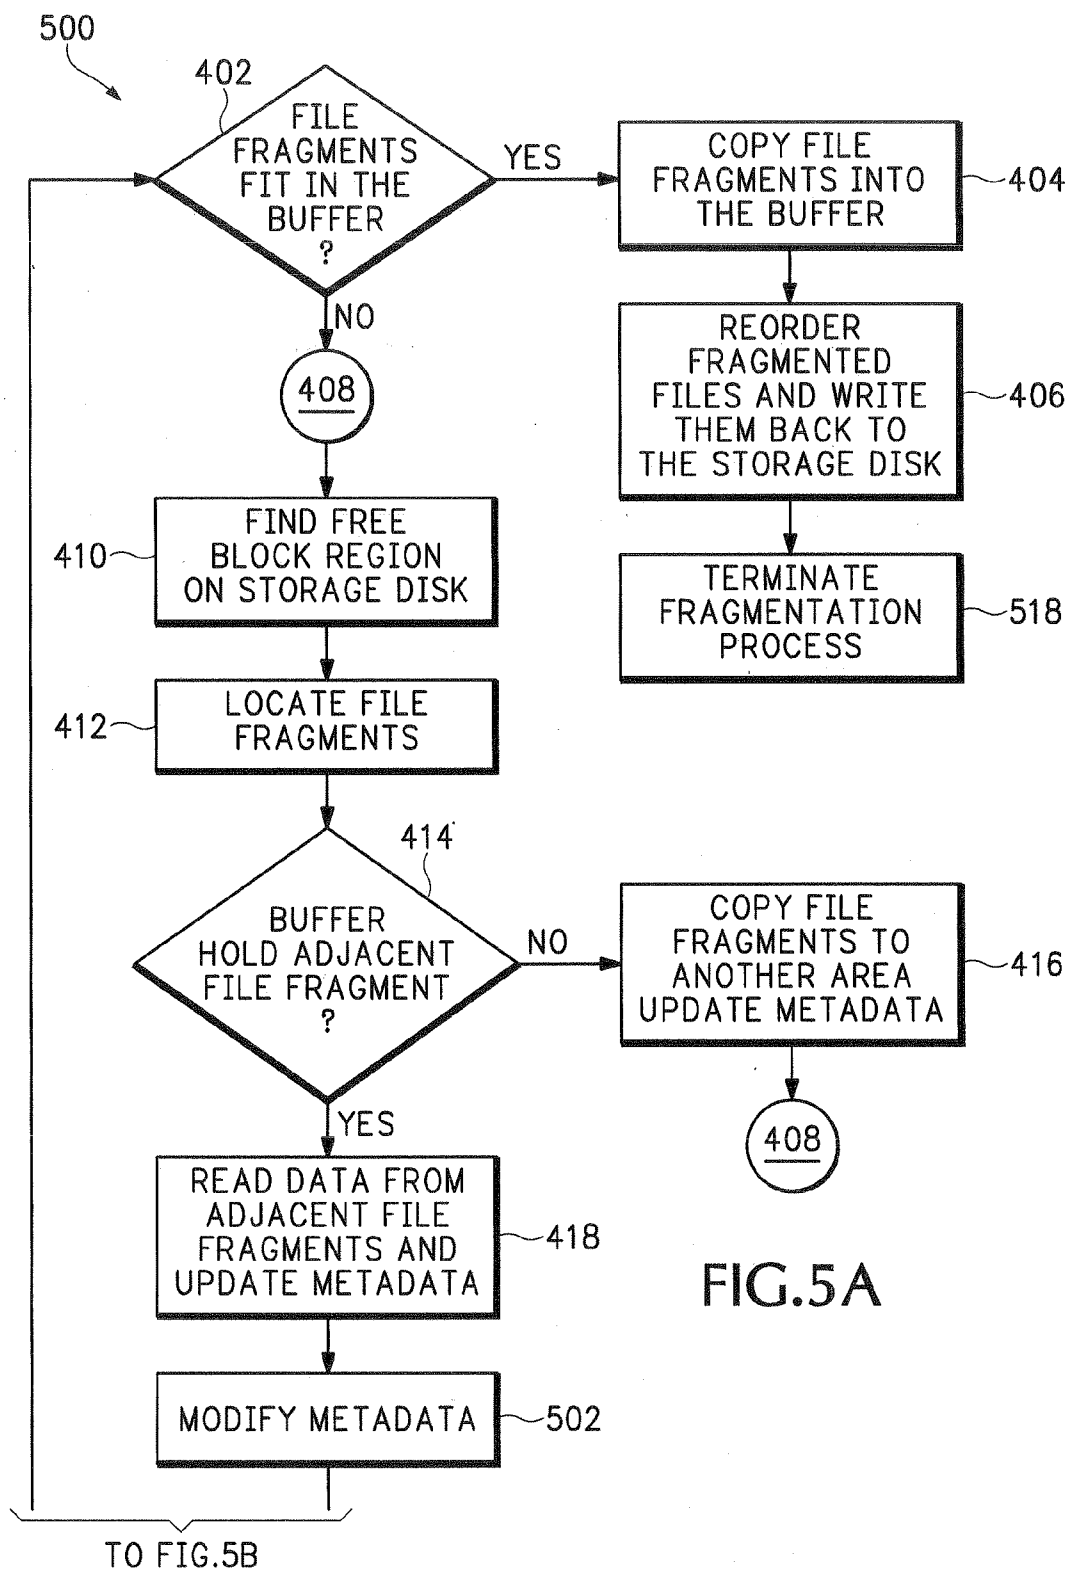 500
402
FILE
FRAGMENTS
FIT IN THE
BUFFER
?
YES
COPY FILE
FRAGMENTS INTO
THE BUFFER
404
NO
408
REORDER
FRAGMENTED
FILES AND WRITE
THEM BACK TO
THE STORAGE DISK
406
410
FIND FREE
BLOCK REGION
ON STORAGE DISK
TERMINATE
FRAGMENTATION
PROCESS
518
412
LOCATE FILE
FRAGMENTS
414
BUFFER
HOLD ADJACENT
FILE FRAGMENT
?
NO
COPY FILE
FRAGMENTS TO
ANOTHER AREA
UPDATE METADATA
416
408
YES
READ DATA FROM
ADJACENT FILE
FRAGMENTS AND
UPDATE METADATA
418
FIG.5A
MODIFY METADATA
502
TO FIG.5B